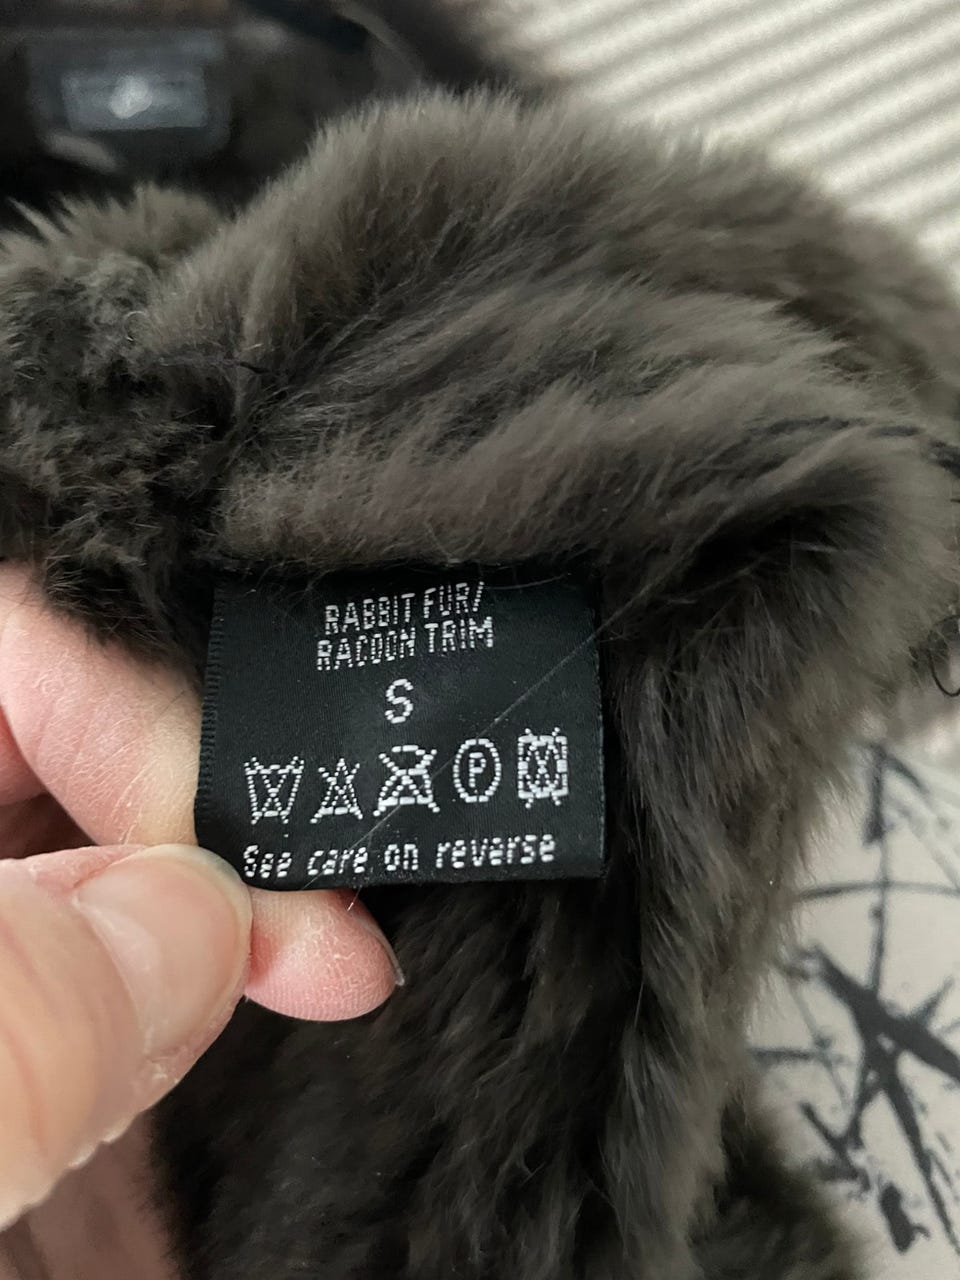 RABBIT FUR/
RACOON TRIM
S
P
See care on reverse